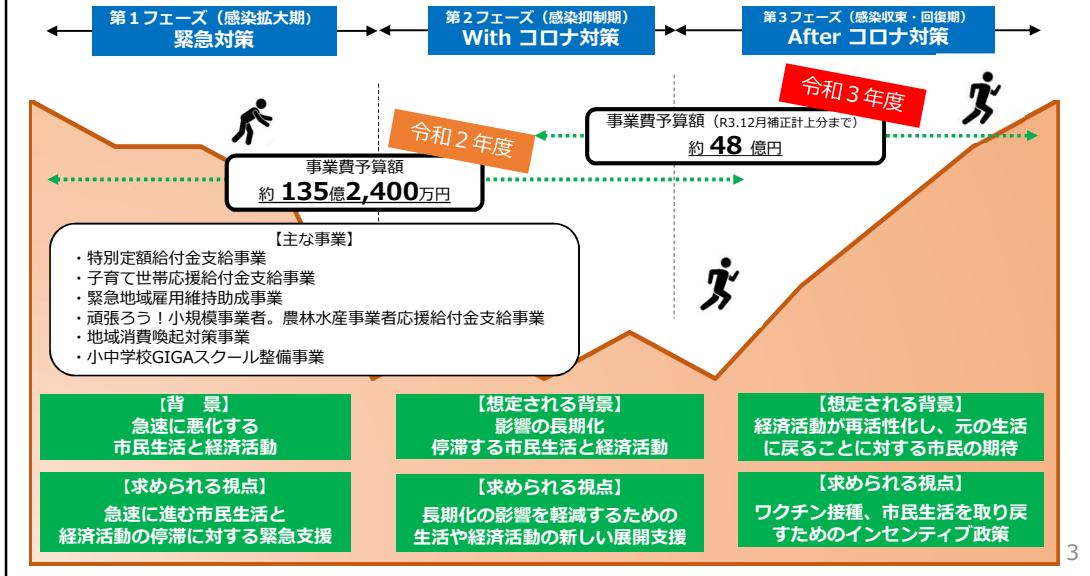 第１フェーズ（感染拡大期）
緊急対策
第２フェーズ（感染抑制期）
With コロナ対策
第３フェーズ（感染収束・回復期）
After コロナ対策
令和２年度
令和３年度
事業費予算額
約 135億2,400万円
事業費予算額（R3.12月補正計上分まで）
約 48 億円
【主な事業】
・特別定額給付金支給事業
・子育て世帯応援給付金支給事業
・緊急地域雇用維持助成事業
・頑張ろう！小規模事業者。農林水産事業者応援給付金支給事業
・地域消費喚起対策事業
・小中学校GIGAスクール整備事業
【背　景】
急速に悪化する
市民生活と経済活動
【想定される背景】
影響の長期化
停滞する市民生活と経済活動
【想定される背景】
経済活動が再活性化し、元の生活
に戻ることに対する市民の期待
【求められる視点】
急速に進む市民生活と
経済活動の停滞に対する緊急支援
【求められる視点】
長期化の影響を軽減するための
生活や経済活動の新しい展開支援
【求められる視点】
ワクチン接種、市民生活を取り戻
すためのインセンティブ政策
3